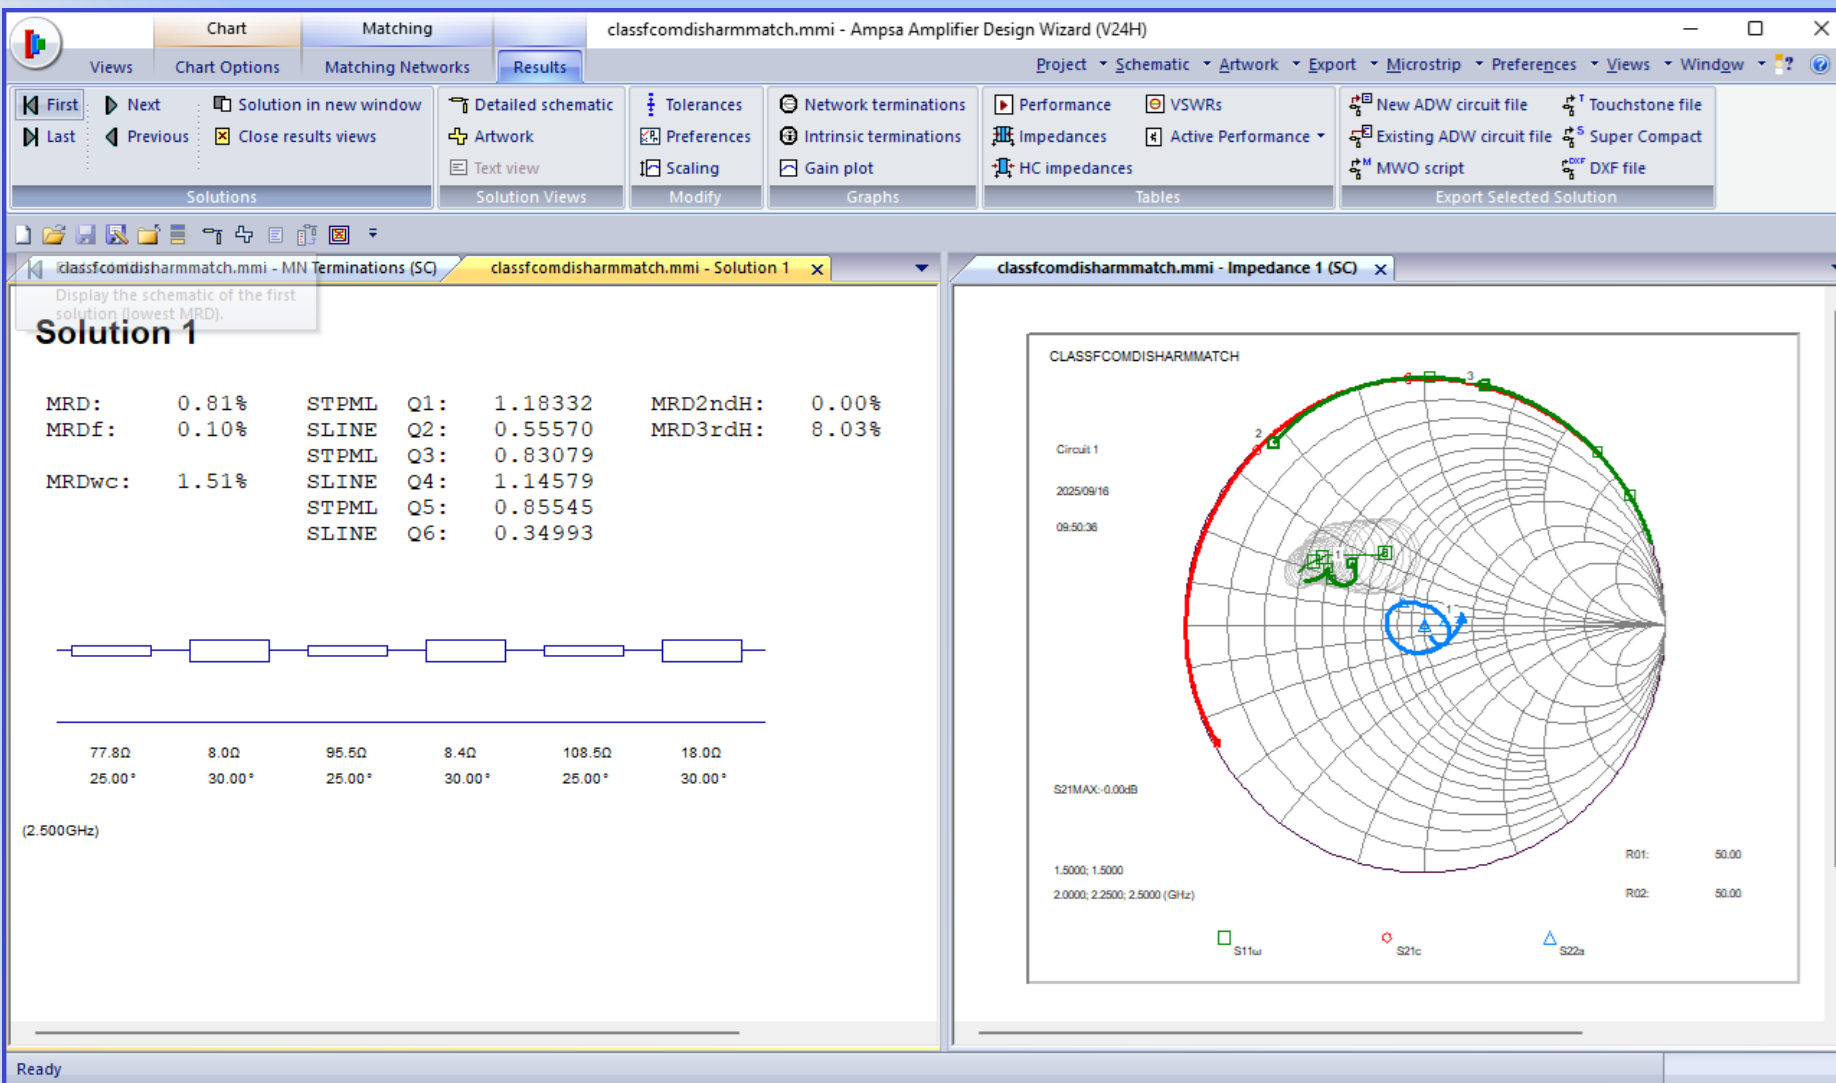 Chart Matching classfcomdisharmmatch.mmi - Ampsa Amplifier Design Wizard (V24H)
Views Chart Options Matching Networks Results Project Schematic Artwork Export Microstrip Preferences Views Window ?
First Next Solution in new window Detailed schematic Tolerances Network terminations Performance VSWRs New ADW circuit file Touchstone file
Last Previous Close results views Artwork Preferences Intrinsic terminations Impedances Active Performance Existing ADW circuit file Super Compact
Text view Scaling Gain plot HC impedances MWO script DXF file
Solutions Solution Views Modify Graphs Tables Export Selected Solution
classfcomdisharmmatch.mmi - MN Terminations (SC) classfcomdisharmmatch.mmi - Solution 1 classfcomdisharmmatch.mmi - Impedance 1 (SC)
Display the schematic of the first
solution (lowest MRD).
Solution 1
MRD: 0.81% STPML Q1: 1.18332 MRD2ndH: 0.00%
MRDf: 0.10% SLINE Q2: 0.55570 MRD3rdH: 8.03%
STPML Q3: 0.83079
MRDwc: 1.51% SLINE Q4: 1.14579
STPML Q5: 0.85545
SLINE Q6: 0.34993
77.8Ω 8.0Ω 95.5Ω 8.4Ω 108.5Ω 18.0Ω
25.00° 30.00° 25.00° 30.00° 25.00° 30.00°
(2.500GHz)
CLASSFCOMDISHARMMATCH
3
2
Circuit 1
2025/09/16
09:50:36
1
1
S21MAX:-0.00dB
1.5000; 1.5000
2.0000; 2.2500; 2.5000 (GHz)
R01: 50.00
R02: 50.00
S11ω S21c S22a
Ready